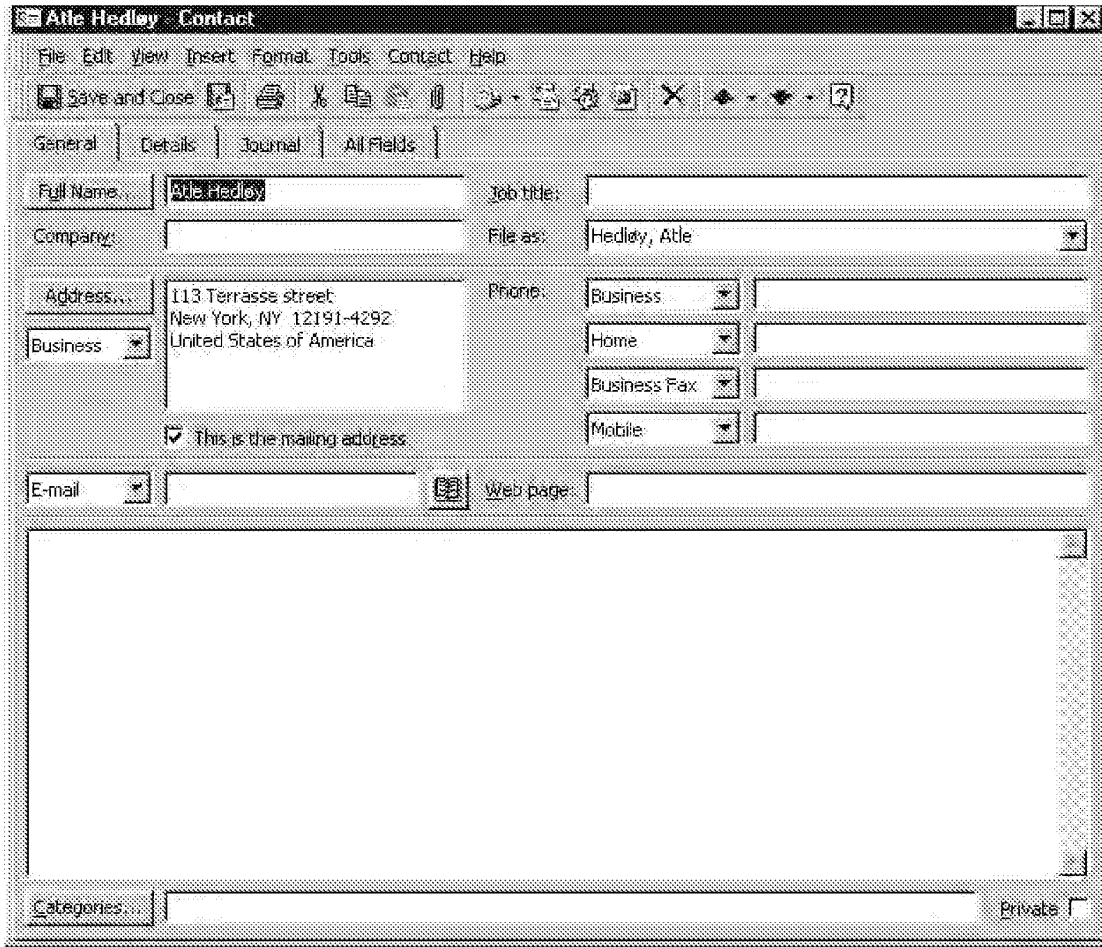 Atle Hedløy - Contact
File Edit View Insert Format Tools Contact Help
Save and Close
General Details Journal All Fields
Full Name... Atle Hedløy Job title:
Company: File as: Hedløy, Atle
Address... 113 Terrasse street Phone: Business
New York, NY 12191-4292
Business United States of America Home
Business Fax
This is the mailing address Mobile
E-mail Web page:
Categories... Private